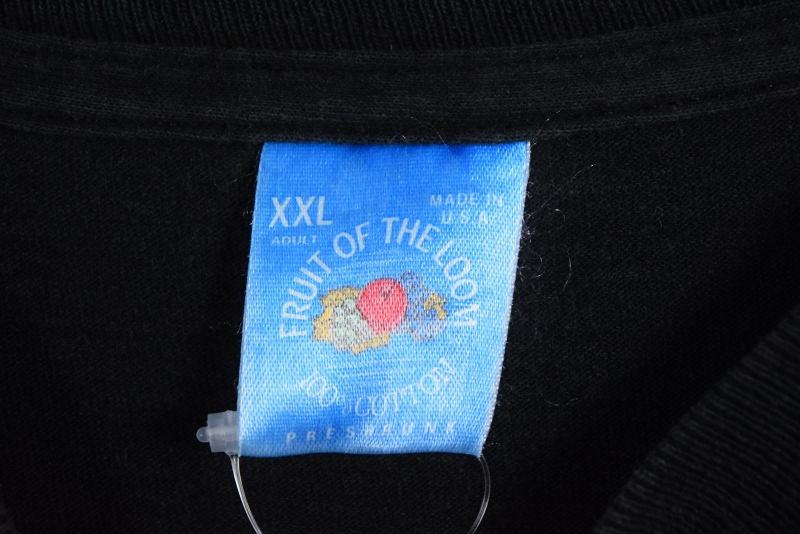 XXL
ADULT
MADE IN
U.S.A.
FRUIT OF THE LOOM
100% COTTON
PRESHRUNK